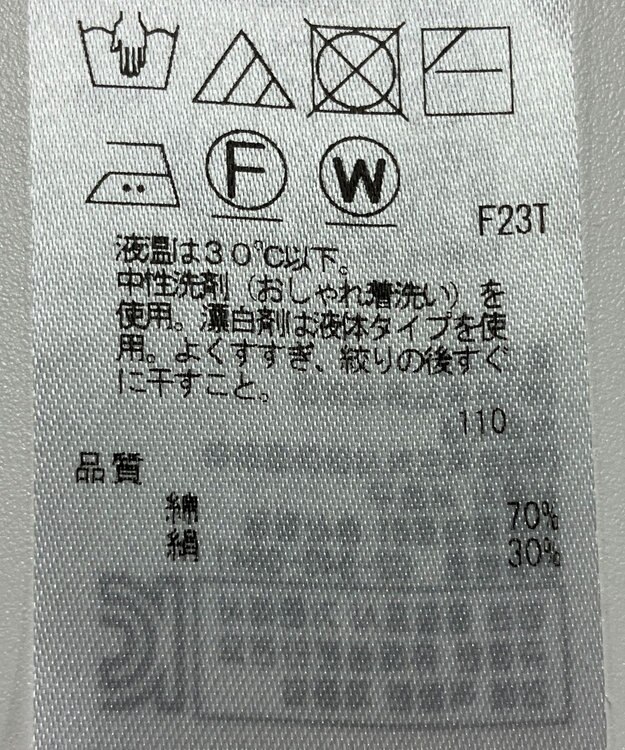 F W
F23T
液温は30℃以下。
中性洗剤（おしゃれ着洗い）を
使用。漂白剤は液体タイプを使
用。よくすすぎ、絞りの後すぐ
に干すこと。
110
品質
綿 70%
絹 30%